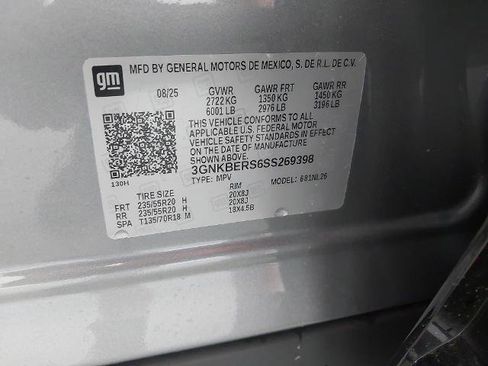 gm
MFD BY GENERAL MOTORS DE MEXICO, S. DE R.L. DE C.V.
08/25 GVWR GAWR FRT GAWR RR
2722 KG 1350 KG 1450 KG
6001 LB 2976 LB 3196 LB
THIS VEHICLE CONFORMS TO ALL
APPLICABLE U.S. FEDERAL MOTOR
VEHICLE SAFETY STANDARDS IN
EFFECT ON THE DATE OF
MANUFACTURE SHOWN ABOVE.
3GNKBERS6SS269398
TYPE: MPV MODEL: 681NL26
130H
TIRE SIZE RIM
FRT 235/55R20 H 20X8J
RR 235/55R20 H 20X8J
SPA T135/70R18 M 18X4.5B